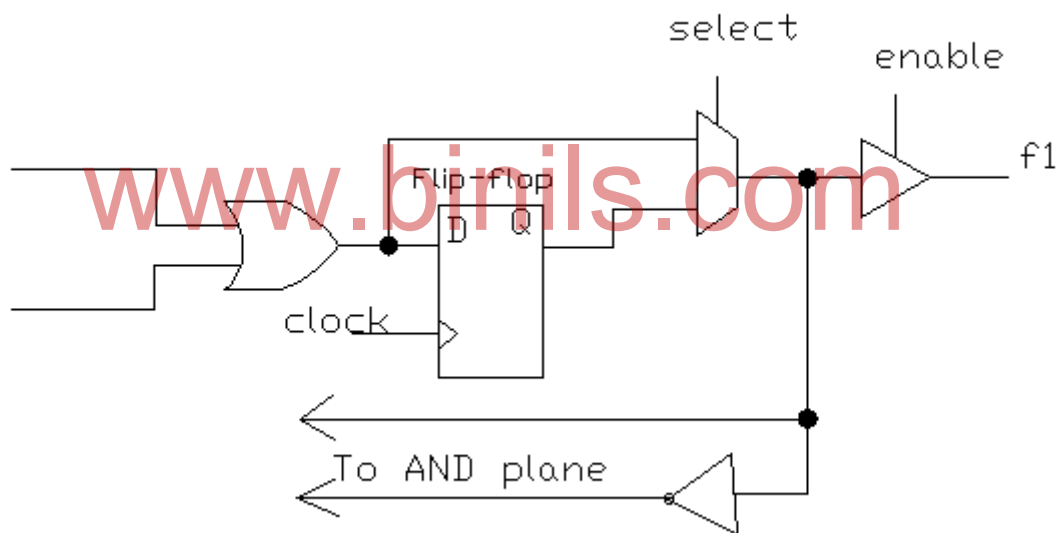 select
enable
f1
www.binils.com
Flip-flop
D Q
clock
To AND plane